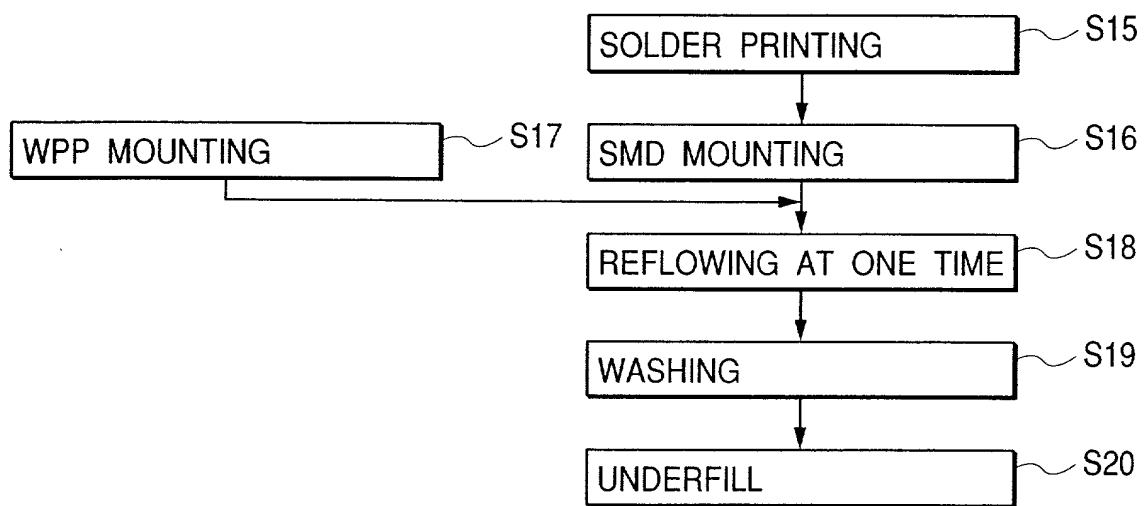 SOLDER PRINTING
S15
WPP MOUNTING
S17
SMD MOUNTING
S16
REFLOWING AT ONE TIME
S18
WASHING
S19
UNDERFILL
S20